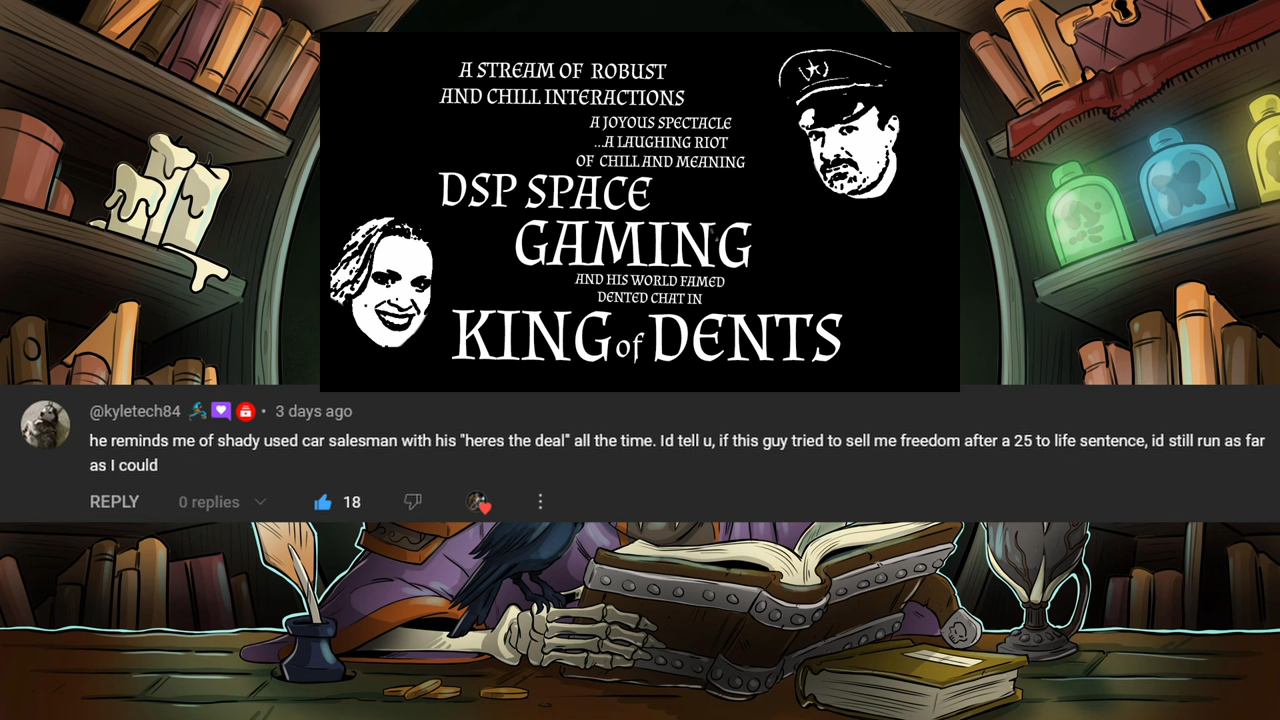 A STREAM OF ROBUST
AND CHILL INTERACTIONS
A JOYOUS SPECTACLE
...A LAUGHING RIOT
OF CHILL AND MEANING
DSP SPACE
GAMING
AND HIS WORLD FAMED
DENTED CHAT IN
KING of DENTS
@kyletech84 • 3 days ago
he reminds me of shady used car salesman with his "heres the deal" all the time. Id tell u, if this guy tried to sell me freedom after a 25 to life sentence, id still run as far
as I could
REPLY 0 replies 18